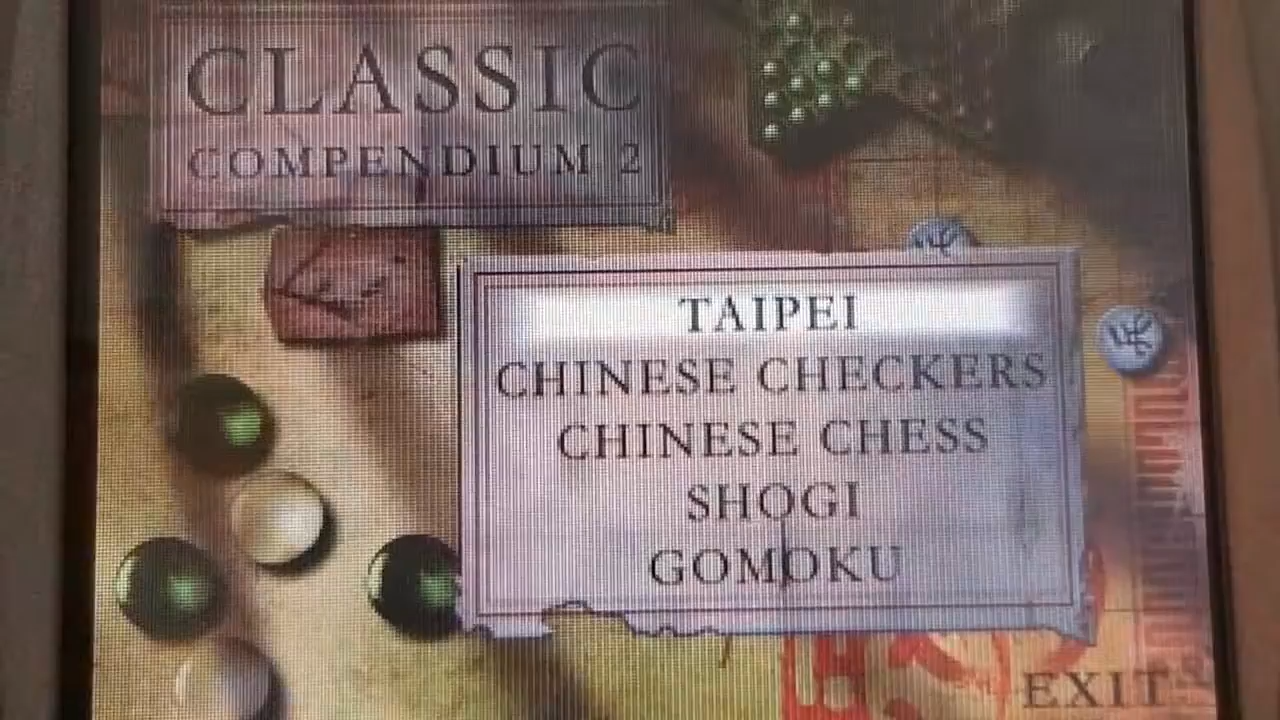 CLASSIC
COMPENDIUM 2
TAIPEI
CHINESE CHECKERS
CHINESE CHESS
SHOGI
GOMOKU
EXIT